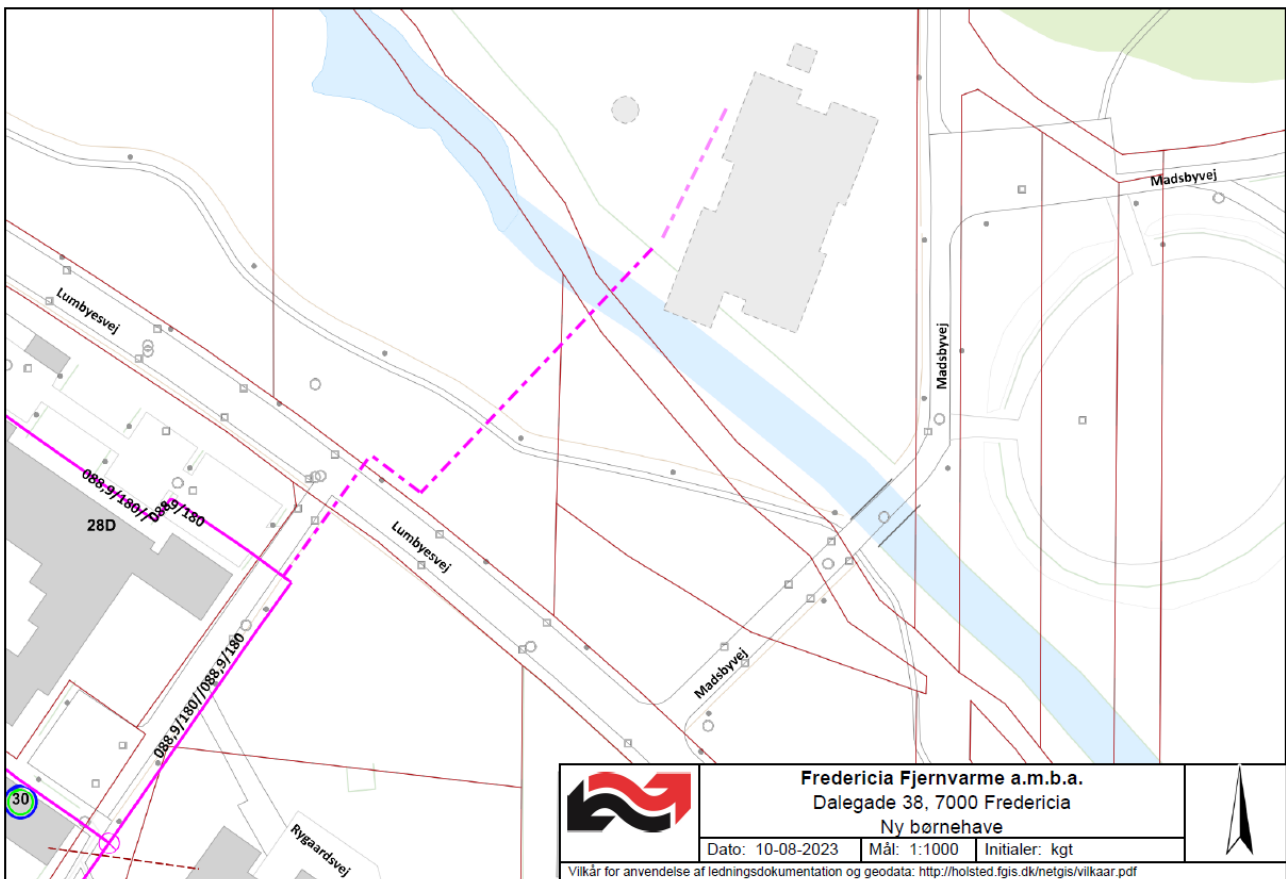 Madsbyvej
Lumbyesvej
Madsbyvej
088,9/180//088,9/180
28D
Lumbyesvej
088,9/180//088,9/180
Madsbyvej
30
Rygaardsvej
Fredericia Fjernvarme a.m.b.a.
Dalegade 38, 7000 Fredericia
Ny børnehave
Dato: 10-08-2023 Mål: 1:1000 Initialer: kgt
Vilkår for anvendelse af ledningsdokumentation og geodata: http://holsted.fgis.dk/netgis/vilkaar.pdf